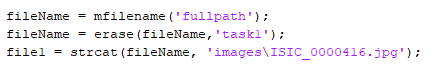 fileName = mfilename('fullpath');
fileName = erase(fileName,'task1');
file1 = strcat(fileName, 'images\ISIC_0000416.jpg');